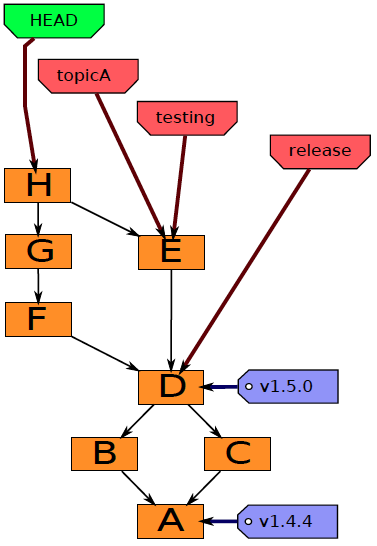 HEAD
topicA
testing
release
H
G
E
F
D
v1.5.0
B
C
A
v1.4.4